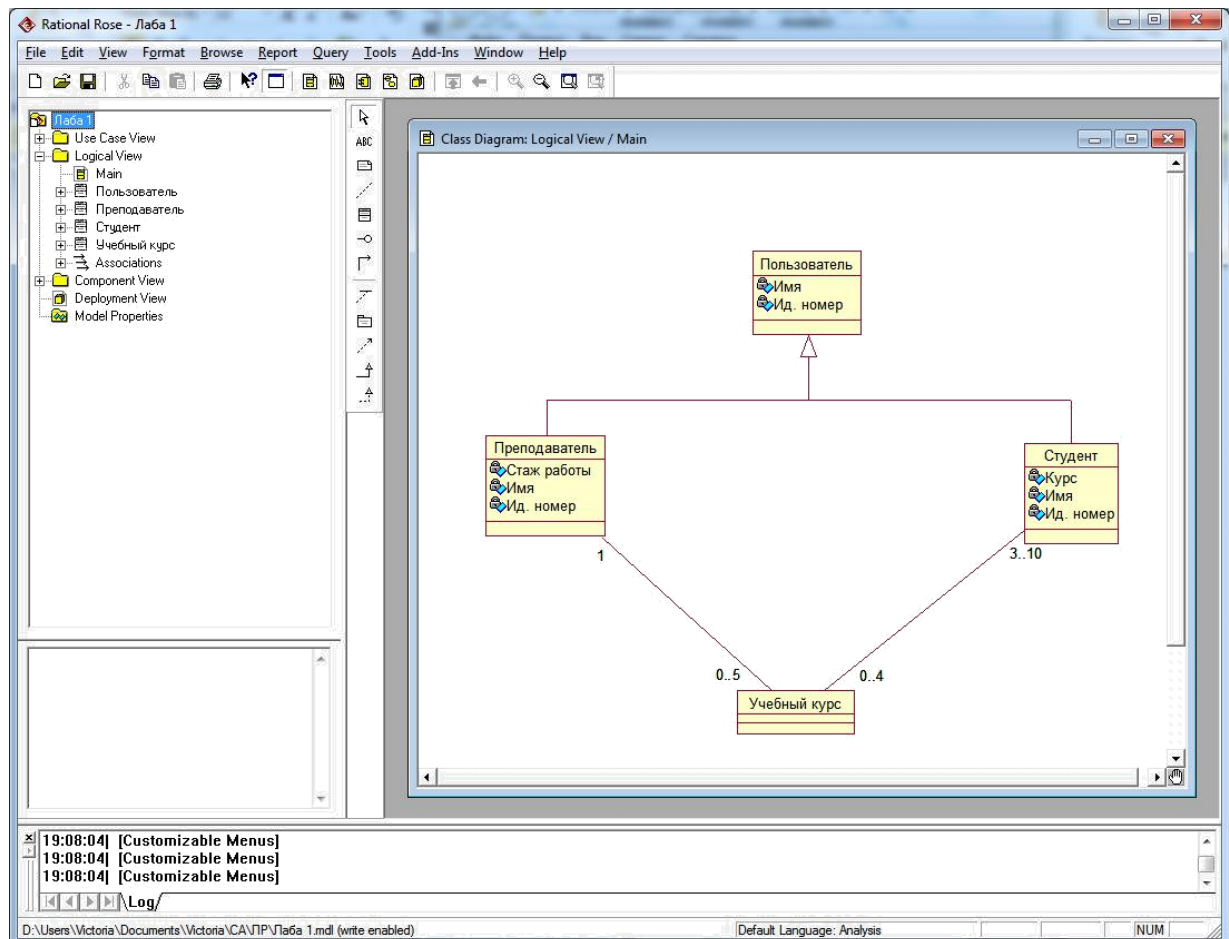 Rational Rose - Лаба 1
File Edit View Format Browse Report Query Tools Add-Ins Window Help
Лаба 1
Use Case View
Logical View
Main
Пользователь
Преподаватель
Студент
Учебный курс
Associations
Component View
Deployment View
Model Properties
ABC
Class Diagram: Logical View / Main
Пользователь
Имя
Ид. номер
Преподаватель
Стаж работы
Имя
Ид. номер
Студент
Курс
Имя
Ид. номер
1
3..10
0..5
0..4
Учебный курс
19:08:04| [Customizable Menus]
19:08:04| [Customizable Menus]
19:08:04| [Customizable Menus]
Log
D:\Users\Victoria\Documents\Victoria\CA\ПР\Лаба 1.mdl (write enabled)
Default Language: Analysis
NUM